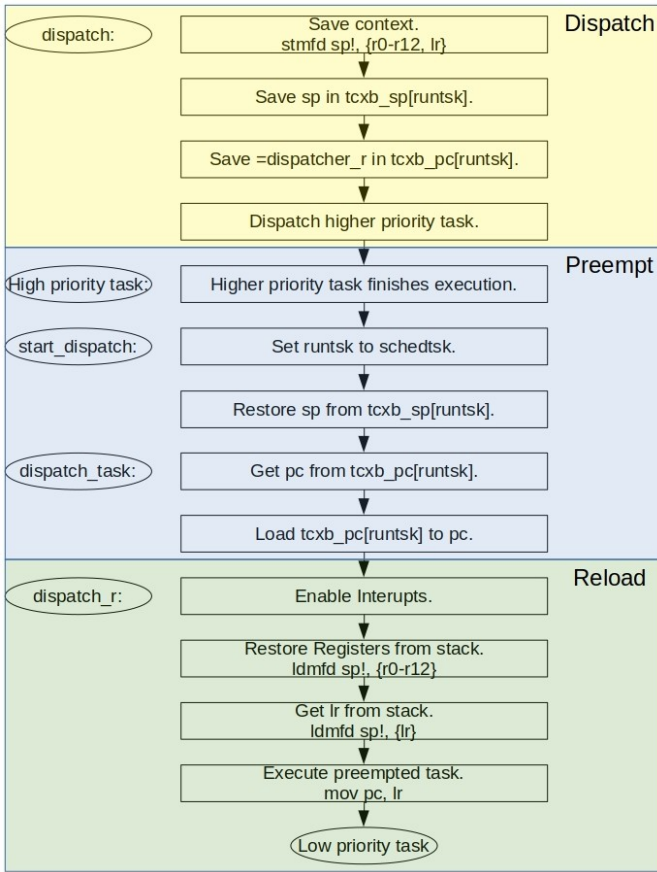 Dispatch
dispatch:
Save context.
stmfd sp!, {r0-r12, lr}
Save sp in tcxb_sp[runtsk].
Save =dispatcher_r in tcxb_pc[runtsk].
Dispatch higher priority task.
Preempt
High priority task:
Higher priority task finishes execution.
start_dispatch:
Set runtsk to schedtsk.
Restore sp from tcxb_sp[runtsk].
dispatch_task:
Get pc from tcxb_pc[runtsk].
Load tcxb_pc[runtsk] to pc.
Reload
dispatch_r:
Enable Interupts.
Restore Registers from stack.
ldmfd sp!, {r0-r12}
Get lr from stack.
ldmfd sp!, {lr}
Execute preempted task.
mov pc, lr
Low priority task